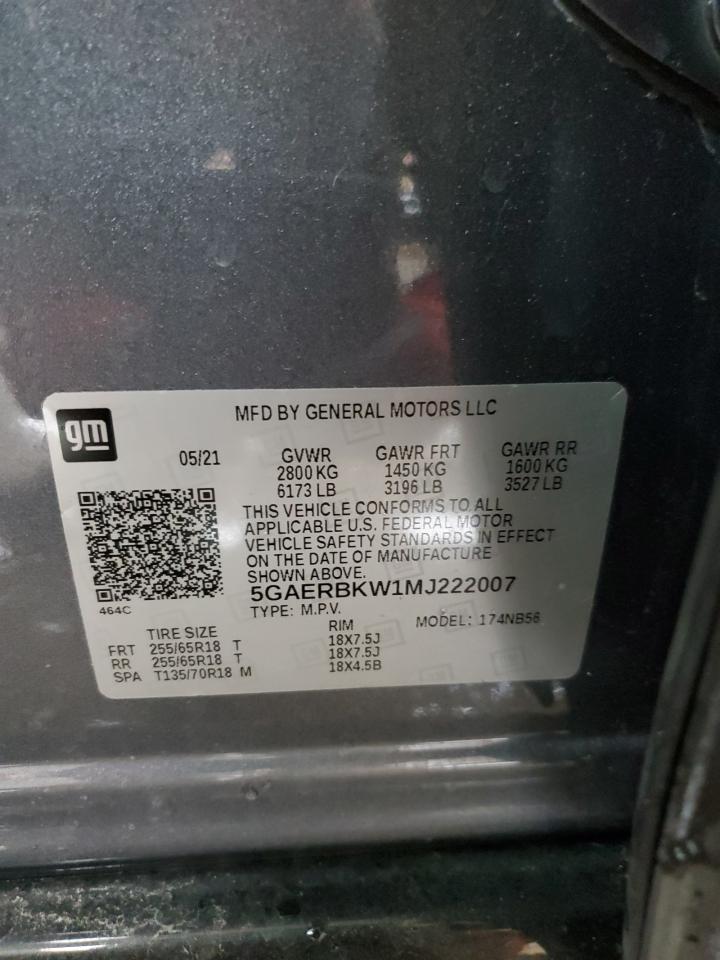 gm
MFD BY GENERAL MOTORS LLC
05/21
GVWR GAWR FRT GAWR RR
2800 KG 1450 KG 1600 KG
6173 LB 3196 LB 3527 LB
THIS VEHICLE CONFORMS TO ALL
APPLICABLE U.S. FEDERAL MOTOR
VEHICLE SAFETY STANDARDS IN EFFECT
ON THE DATE OF MANUFACTURE
SHOWN ABOVE.
464C
5GAERBKW1MJ222007
TYPE: M.P.V. MODEL: 174NB56
TIRE SIZE RIM
FRT 255/65R18 T 18X7.5J
RR 255/65R18 T 18X7.5J
SPA T135/70R18 M 18X4.5B